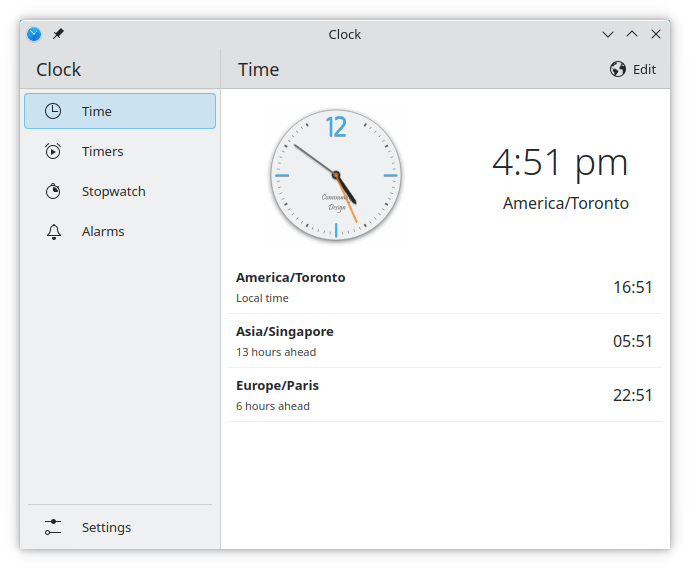 Clock
Clock
Time
Edit
Time
Timers
Stopwatch
Alarms
Settings
12
Community
Design
4:51 pm
America/Toronto
America/Toronto
Local time
16:51
Asia/Singapore
13 hours ahead
05:51
Europe/Paris
6 hours ahead
22:51